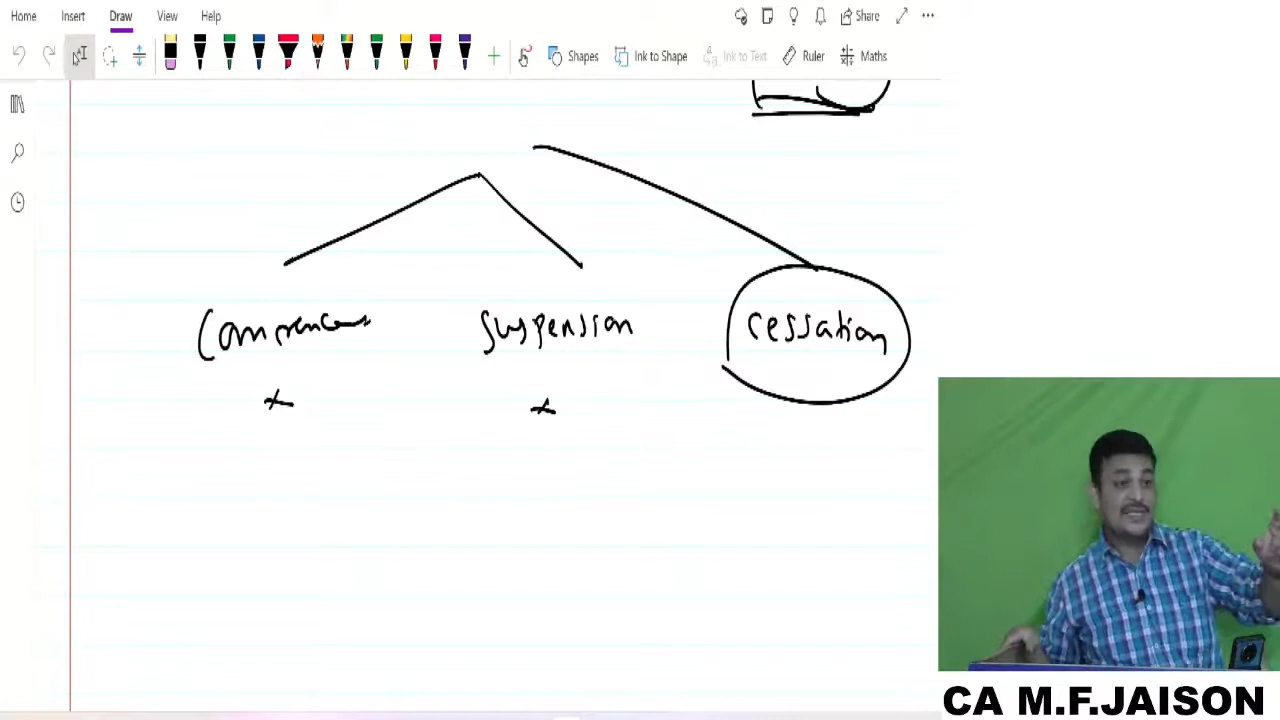 Home Insert Draw View Help
Share
Shapes Ink to Shape Ink to Text Ruler Maths
Suspension cessation
CA M.F.JAISON